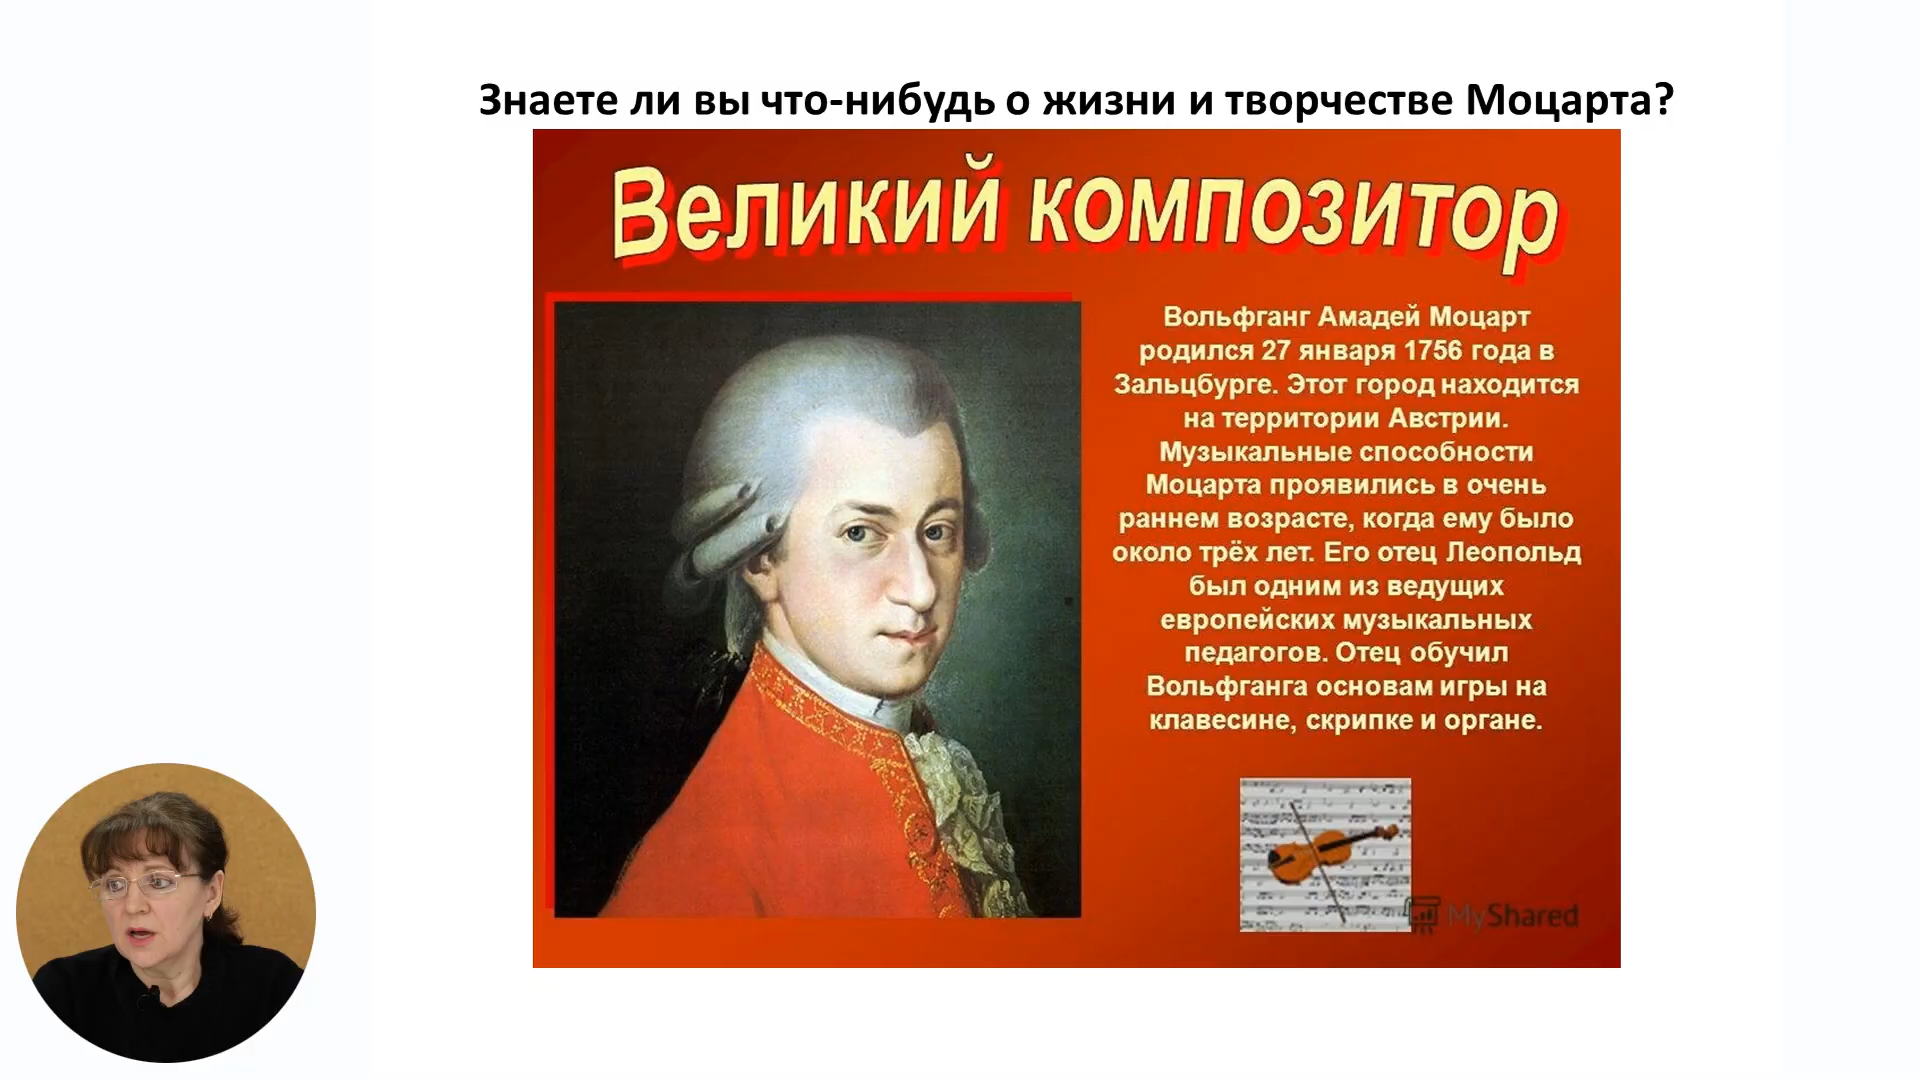 Знаете ли вы что-нибудь о жизни и творчестве Моцарта?
Великий композитор
Вольфганг Амадей Моцарт
родился 27 января 1756 года в
Зальцбурге. Этот город находится
на территории Австрии.
Музыкальные способности
Моцарта проявились в очень
раннем возрасте, когда ему было
около трёх лет. Его отец Леопольд
был одним из ведущих
европейских музыкальных
педагогов. Отец обучил
Вольфганга основам игры на
клавесине, скрипке и органе.
MyShared